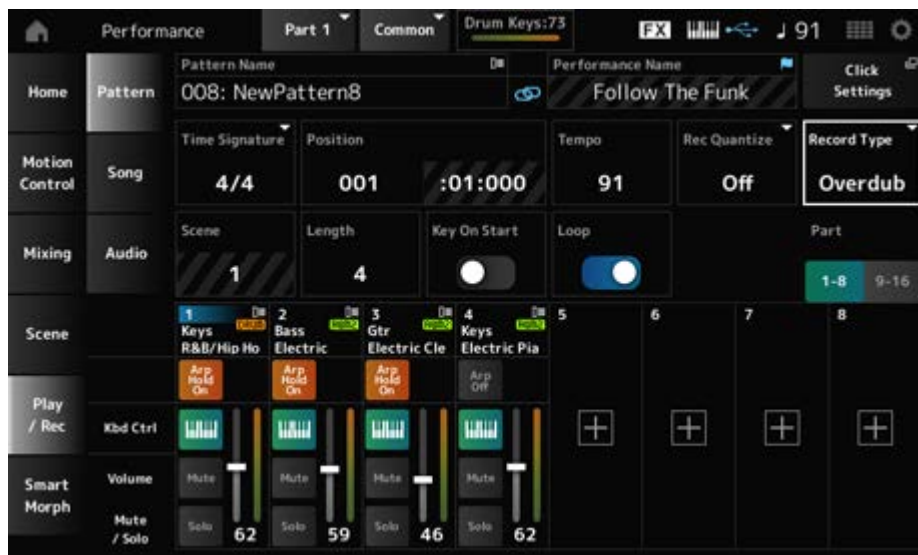 Performance
Part 1
Common
Drum Keys:73
FX
♩ 91
Home
Pattern
Pattern Name
008: NewPattern8
Performance Name
Follow The Funk
Click
Settings
Motion
Control
Song
Time Signature
4/4
Position
001 :01:000
Tempo
91
Rec Quantize
Off
Record Type
Overdub
Mixing
Audio
Scene
1
Length
4
Key On Start
Loop
Part
1-8 9-16
Scene
1
Drum
Keys
R&B/Hip Ho
2
Bass
Electric
3
Gtr
Electric Cle
4
Keys
Electric Pia
5
6
7
8
Arp
Hold
On
Arp
Hold
On
Arp
Hold
On
Arp
Off
Play
/ Rec
Kbd Ctrl
Smart
Morph
Volume
Mute
Mute
Mute
Mute
Mute
/ Solo
Solo
62
Solo
59
Solo
46
Solo
62